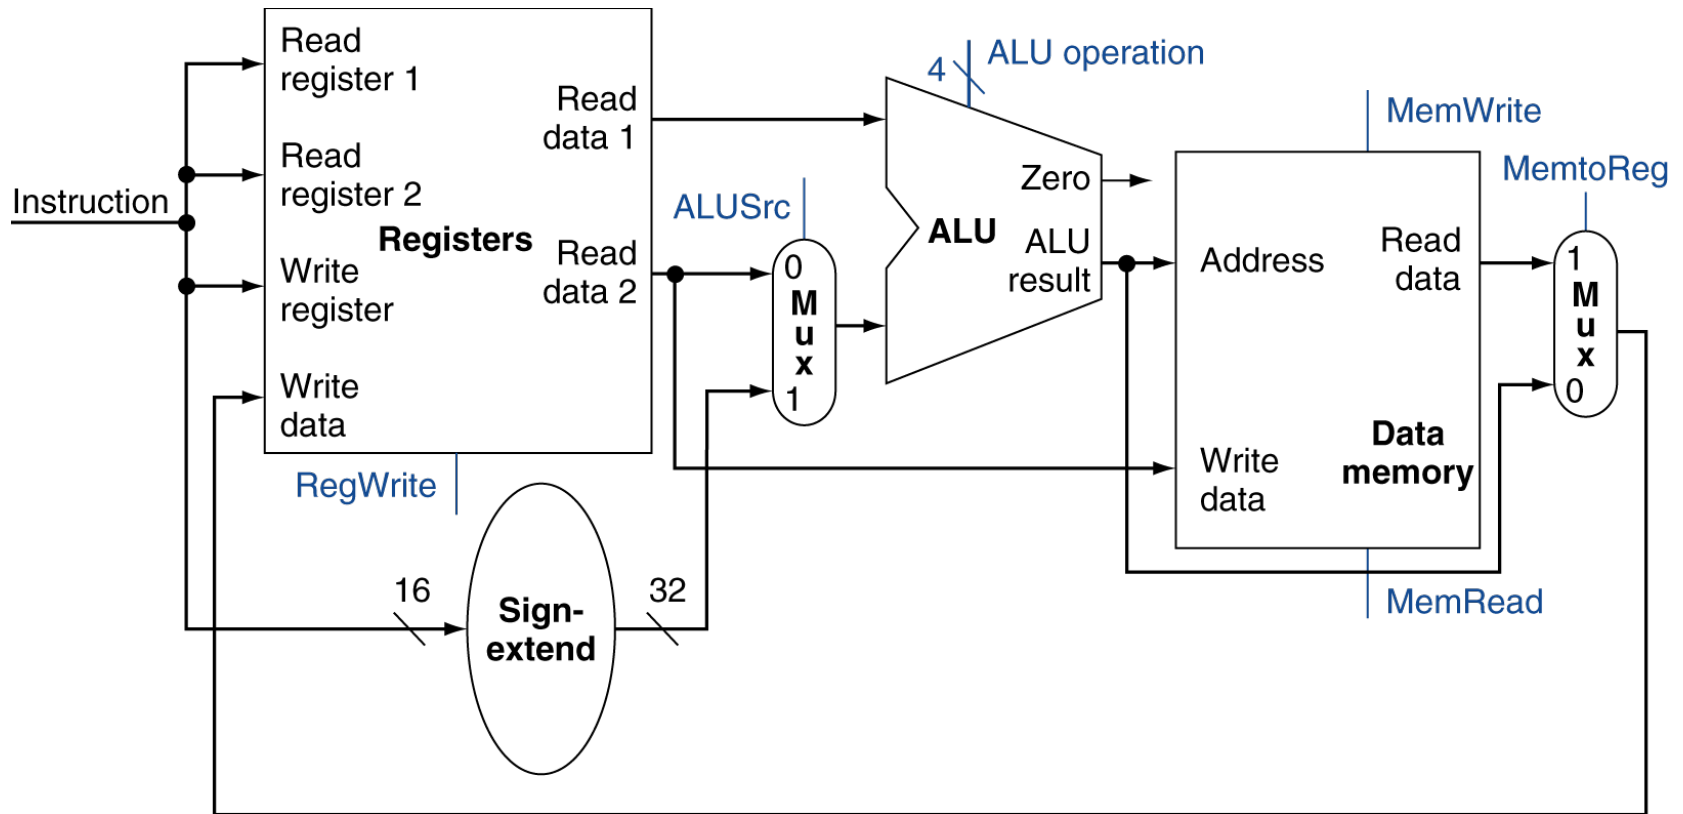 Instruction
Read
register 1
Read
register 2
Write
register
Write
data
Registers
Read
data 1
Read
data 2
RegWrite
16
Sign-
extend
32
ALUSrc
0
M
u
x
1
4
ALU operation
Zero
ALU
ALU
result
MemWrite
Address
Read
data
Write
data
Data
memory
MemRead
MemtoReg
1
M
u
x
0